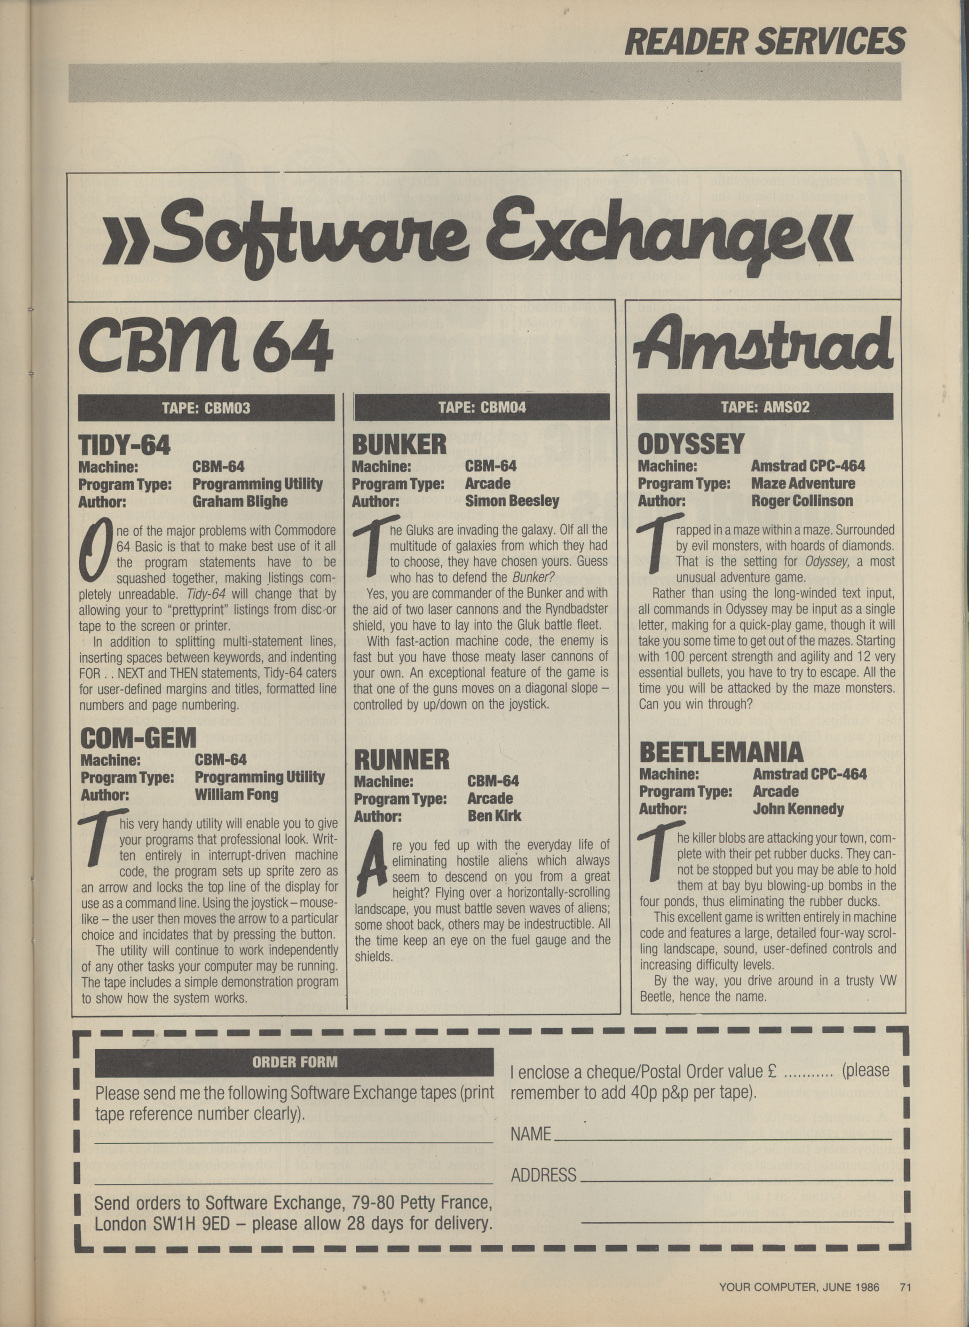 READER SERVICES
»Software Exchange«
CBM 64
TAPE: CBM03
TIDY-64
Machine: CBM-64
Program Type: Programming Utility
Author: Graham Blighe
One of the major problems with Commodore
64 Basic is that to make best use of it all
the program statements have to be
squashed together, making listings com-
pletely unreadable. Tidy-64 will change that by
allowing your to “prettyprint” listings from disc or
tape to the screen or printer.
In addition to splitting multi-statement lines,
inserting spaces between keywords, and indenting
FOR . . NEXT and THEN statements, Tidy-64 caters
for user-defined margins and titles, formatted line
numbers and page numbering.
COM-GEM
Machine: CBM-64
Program Type: Programming Utility
Author: William Fong
This very handy utility will enable you to give
your programs that professional look. Writ-
ten entirely in interrupt-driven machine
code, the program sets up sprite zero as
an arrow and locks the top line of the display for
use as a command line. Using the joystick – mouse-
like – the user then moves the arrow to a particular
choice and incidates that by pressing the button.
The utility will continue to work independently
of any other tasks your computer may be running.
The tape includes a simple demonstration program
to show how the system works.
TAPE: CBM04
BUNKER
Machine: CBM-64
Program Type: Arcade
Author: Simon Beesley
The Gluks are invading the galaxy. Olf all the
multitude of galaxies from which they had
to choose, they have chosen yours. Guess
who has to defend the Bunker?
Yes, you are commander of the Bunker and with
the aid of two laser cannons and the Ryndbadster
shield, you have to lay into the Gluk battle fleet.
With fast-action machine code, the enemy is
fast but you have those meaty laser cannons of
your own. An exceptional feature of the game is
that one of the guns moves on a diagonal slope –
controlled by up/down on the joystick.
RUNNER
Machine: CBM-64
Program Type: Arcade
Author: Ben Kirk
Are you fed up with the everyday life of
eliminating hostile aliens which always
seem to descend on you from a great
height? Flying over a horizontally-scrolling
landscape, you must battle seven waves of aliens;
some shoot back, others may be indestructible. All
the time keep an eye on the fuel gauge and the
shields.
Amstrad
TAPE: AMS02
ODYSSEY
Machine: Amstrad CPC-464
Program Type: Maze Adventure
Author: Roger Collinson
Trapped in a maze within a maze. Surrounded
by evil monsters, with hoards of diamonds.
That is the setting for Odyssey, a most
unusual adventure game.
Rather than using the long-winded text input,
all commands in Odyssey may be input as a single
letter, making for a quick-play game, though it will
take you some time to get out of the mazes. Starting
with 100 percent strength and agility and 12 very
essential bullets, you have to try to escape. All the
time you will be attacked by the maze monsters.
Can you win through?
BEETLEMANIA
Machine: Amstrad CPC-464
Program Type: Arcade
Author: John Kennedy
The killer blobs are attacking your town, com-
plete with their pet rubber ducks. They can-
not be stopped but you may be able to hold
them at bay byu blowing-up bombs in the
four ponds, thus eliminating the rubber ducks.
This excellent game is written entirely in machine
code and features a large, detailed four-way scrol-
ling landscape, sound, user-defined controls and
increasing difficulty levels.
By the way, you drive around in a trusty VW
Beetle, hence the name.
ORDER FORM
Please send me the following Software Exchange tapes (print
tape reference number clearly).
Send orders to Software Exchange, 79-80 Petty France,
London SW1H 9ED – please allow 28 days for delivery.
I enclose a cheque/Postal Order value £ ........... (please
remember to add 40p p&p per tape).
NAME
ADDRESS
YOUR COMPUTER, JUNE 1986 71